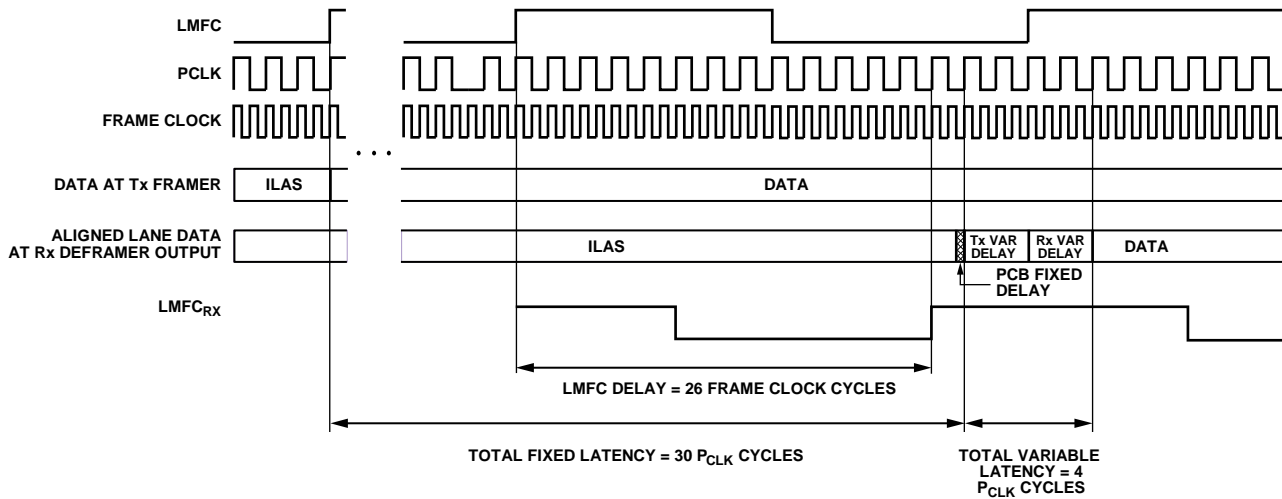 LMFC
PCLK
FRAME CLOCK
. . .
DATA AT Tx FRAMER
ILAS
DATA
ALIGNED LANE DATA
AT Rx DEFRAMER OUTPUT
ILAS
Tx VAR
DELAY
Rx VAR
DELAY
DATA
PCB FIXED
DELAY
LMFCRX
LMFC DELAY = 26 FRAME CLOCK CYCLES
TOTAL FIXED LATENCY = 30 PCLK CYCLES
TOTAL VARIABLE
LATENCY = 4
PCLK CYCLES